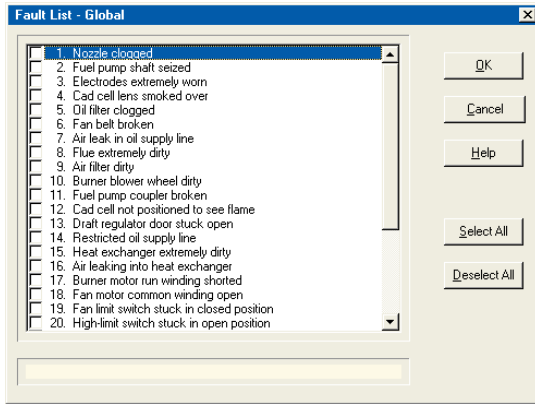 Fault List - Global
1. Nozzle clogged
2. Fuel pump shaft seized
3. Electrodes extremely worn
4. Cad cell lens smoked over
5. Oil filter clogged
6. Fan belt broken
7. Air leak in oil supply line
8. Flue extremely dirty
9. Air filter dirty
10. Burner blower wheel dirty
11. Fuel pump coupler broken
12. Cad cell not positioned to see flame
13. Draft regulator door stuck open
14. Restricted oil supply line
15. Heat exchanger extremely dirty
16. Air leaking into heat exchanger
17. Burner motor run winding shorted
18. Fan motor common winding open
19. Fan limit switch stuck in closed position
20. High-limit switch stuck in open position
OK
Cancel
Help
Select All
Deselect All